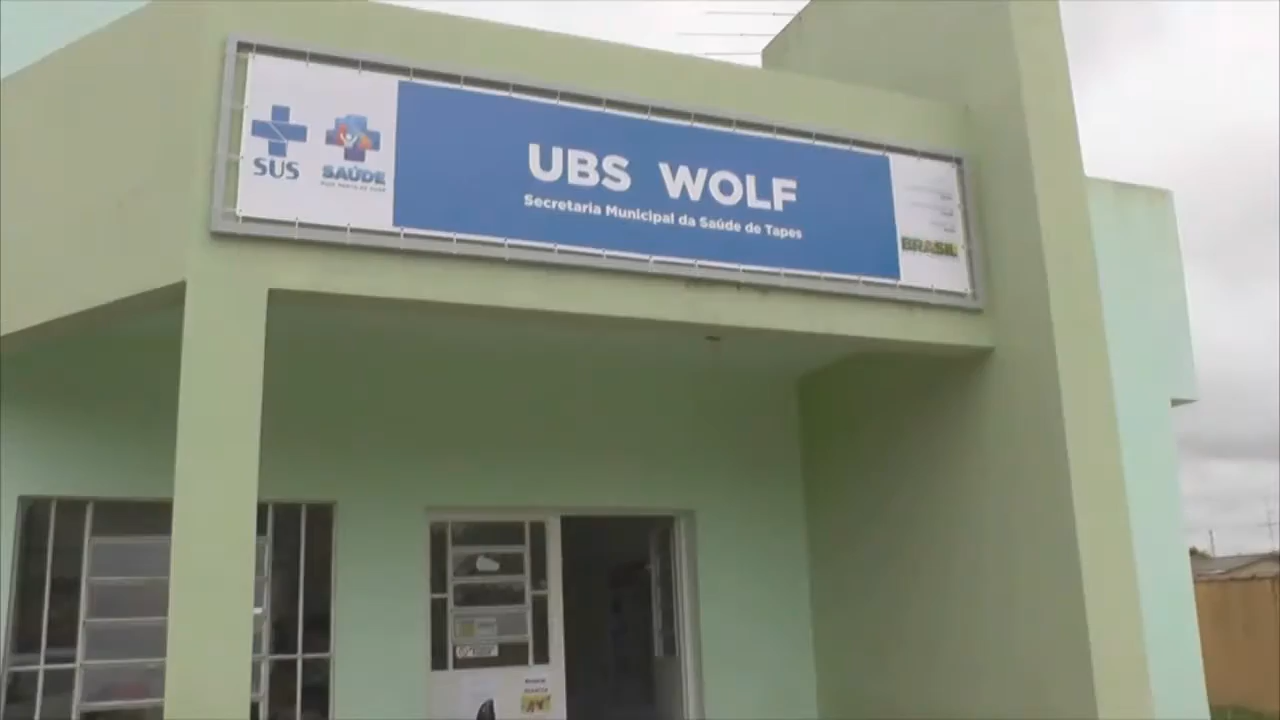 UBS WOLF
Secretaria Municipal da Saúde de Tapes
SUS
SAÚDE
BRASIL